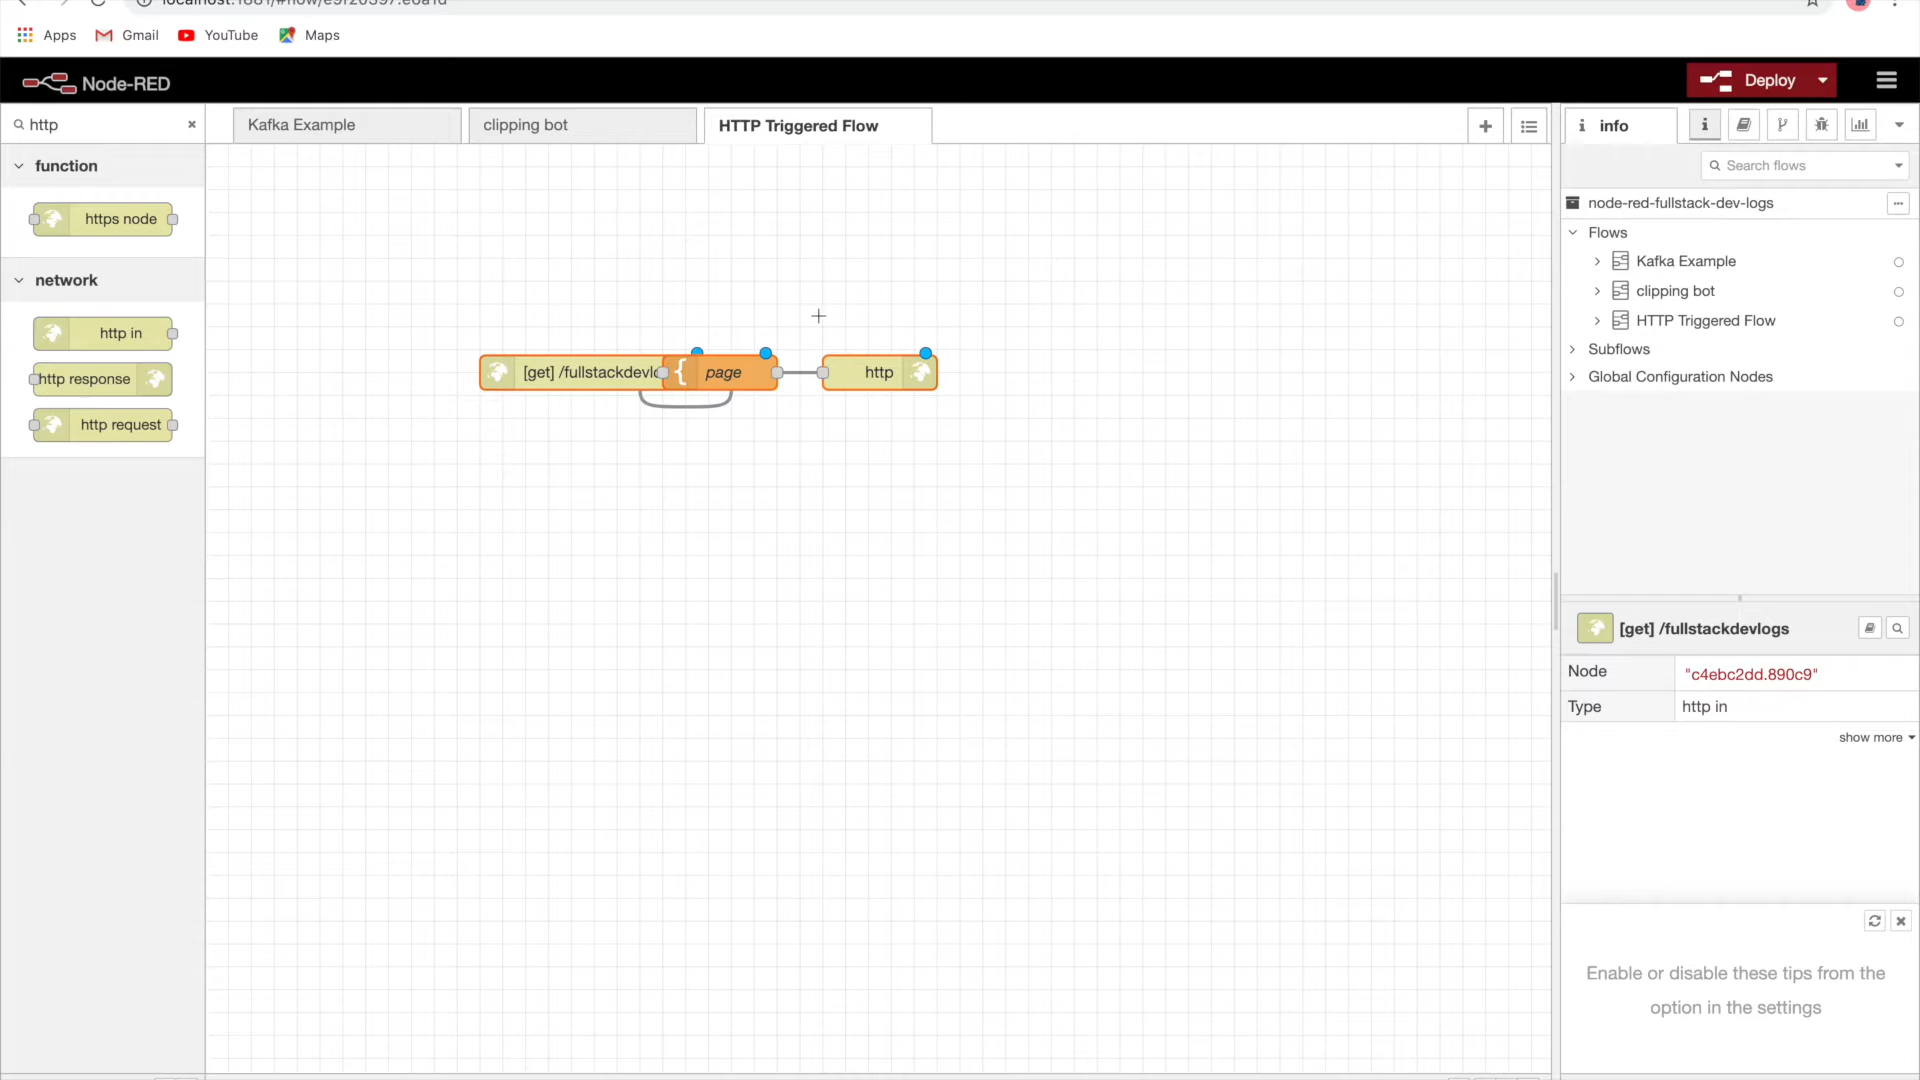 Apps
Gmail
YouTube
Maps
Node-RED
Deploy
http
Kafka Example
clipping bot
HTTP Triggered Flow
info
Search flows
function
https node
network
http in
http response
http request
[get] /fullstackdevlo
page
http
node-red-fullstack-dev-logs
Flows
Kafka Example
clipping bot
HTTP Triggered Flow
Subflows
Global Configuration Nodes
[get] /fullstackdevlogs
Node "c4ebc2dd.890c9"
Type http in
show more
Enable or disable these tips from the
option in the settings